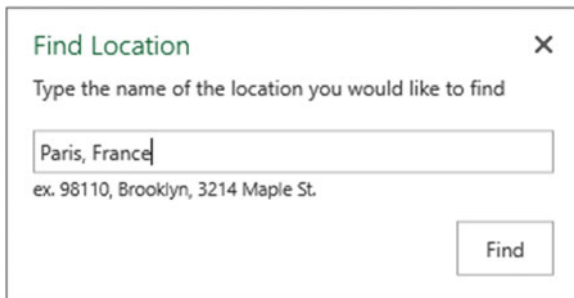 Find Location
Type the name of the location you would like to find
Paris, France
ex. 98110, Brooklyn, 3214 Maple St.
Find